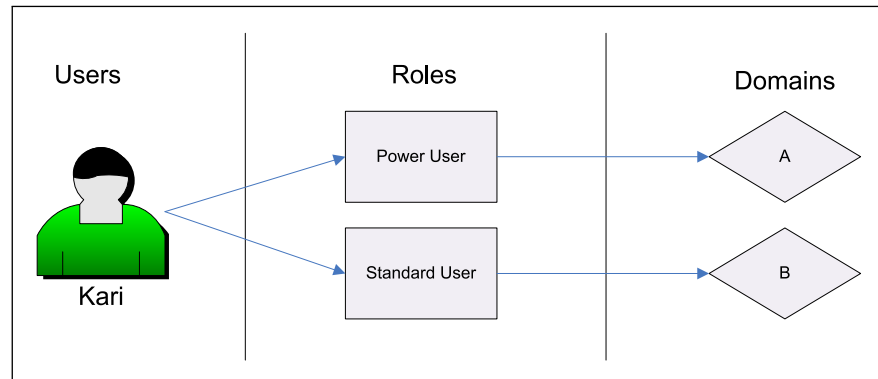 Users
Roles
Domains
Power User
A
Standard User
B
Kari